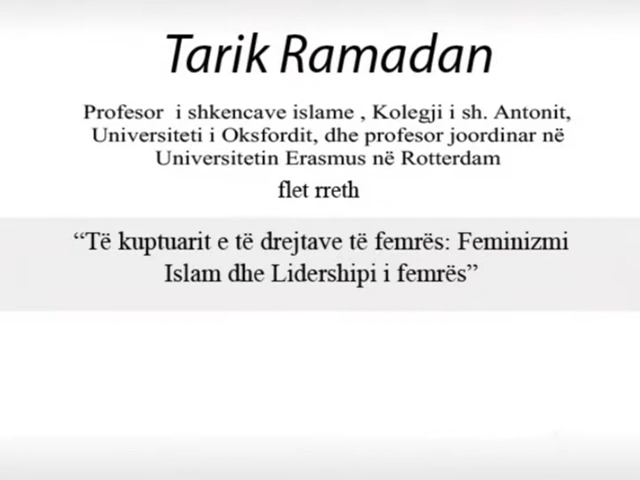 Tarik Ramadan
Profesor i shkencave islame , Kolegji i sh. Antonit,
Universiteti i Oksfordit, dhe profesor joordinar në
Universitetin Erasmus në Rotterdam
flet rreth
“Të kuptuarit e të drejtave të femrës: Feminizmi
Islam dhe Lidershipi i femrës”